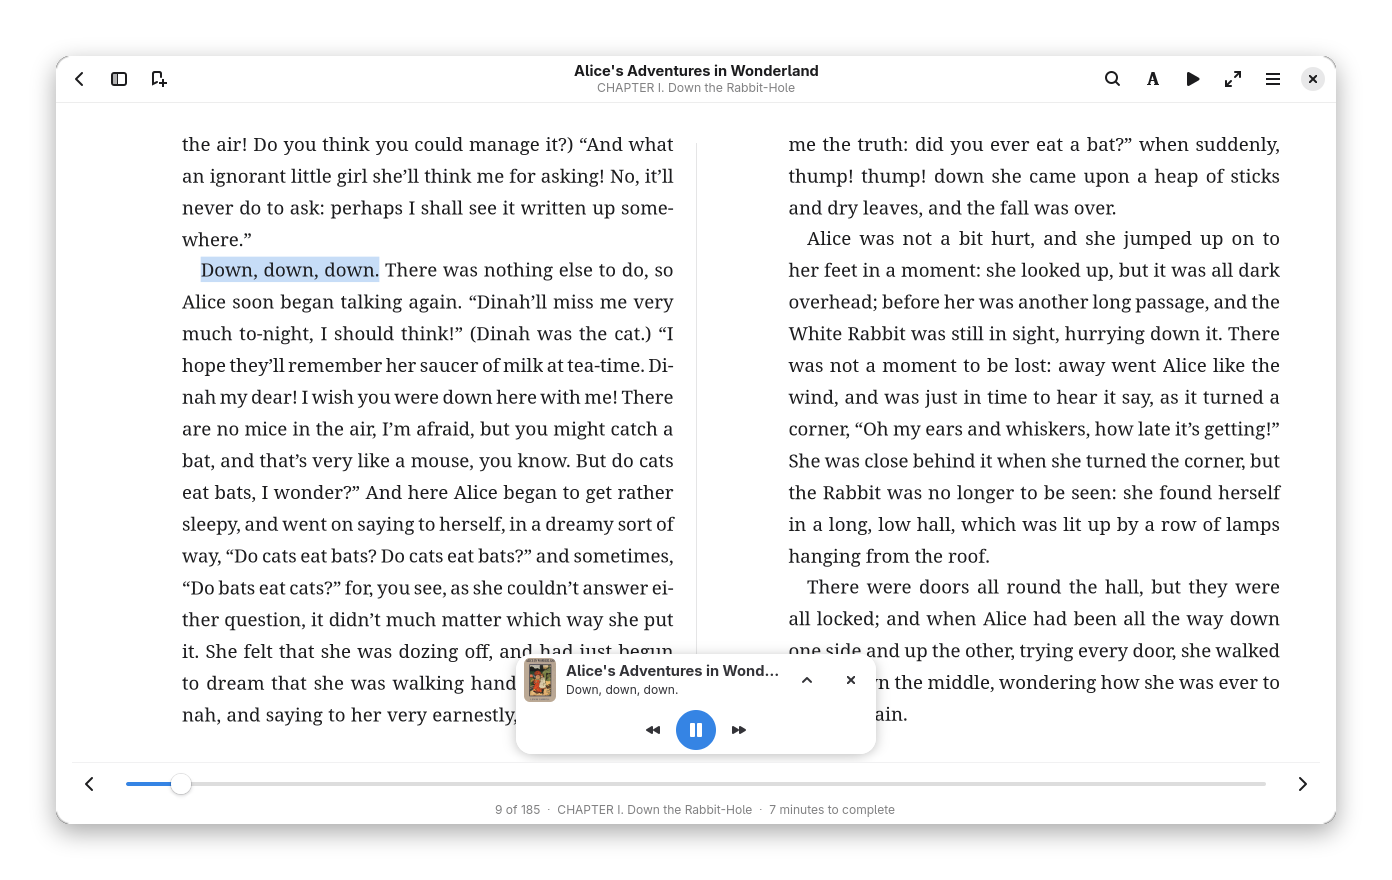 Alice's Adventures in Wonderland
CHAPTER I. Down the Rabbit-Hole
A
the air! Do you think you could manage it?) “And what
an ignorant little girl she’ll think me for asking! No, it’ll
never do to ask: perhaps I shall see it written up some-
where.”
Down, down, down. There was nothing else to do, so
Alice soon began talking again. “Dinah’ll miss me very
much to-night, I should think!” (Dinah was the cat.) “I
hope they’ll remember her saucer of milk at tea-time. Di-
nah my dear! I wish you were down here with me! There
are no mice in the air, I’m afraid, but you might catch a
bat, and that’s very like a mouse, you know. But do cats
eat bats, I wonder?” And here Alice began to get rather
sleepy, and went on saying to herself, in a dreamy sort of
way, “Do cats eat bats? Do cats eat bats?” and sometimes,
“Do bats eat cats?” for, you see, as she couldn’t answer ei-
ther question, it didn’t much matter which way she put
it. She felt that she was dozing off, and had just begun
to dream that she was walking hand
nah, and saying to her very earnestly,
me the truth: did you ever eat a bat?” when suddenly,
thump! thump! down she came upon a heap of sticks
and dry leaves, and the fall was over.
Alice was not a bit hurt, and she jumped up on to
her feet in a moment: she looked up, but it was all dark
overhead; before her was another long passage, and the
White Rabbit was still in sight, hurrying down it. There
was not a moment to be lost: away went Alice like the
wind, and was just in time to hear it say, as it turned a
corner, “Oh my ears and whiskers, how late it’s getting!”
She was close behind it when she turned the corner, but
the Rabbit was no longer to be seen: she found herself
in a long, low hall, which was lit up by a row of lamps
hanging from the roof.
There were doors all round the hall, but they were
all locked; and when Alice had been all the way down
one side and up the other, trying every door, she walked
the middle, wondering how she was ever to
Alice's Adventures in Wond...
Down, down, down.
9 of 185 · CHAPTER I. Down the Rabbit-Hole · 7 minutes to complete